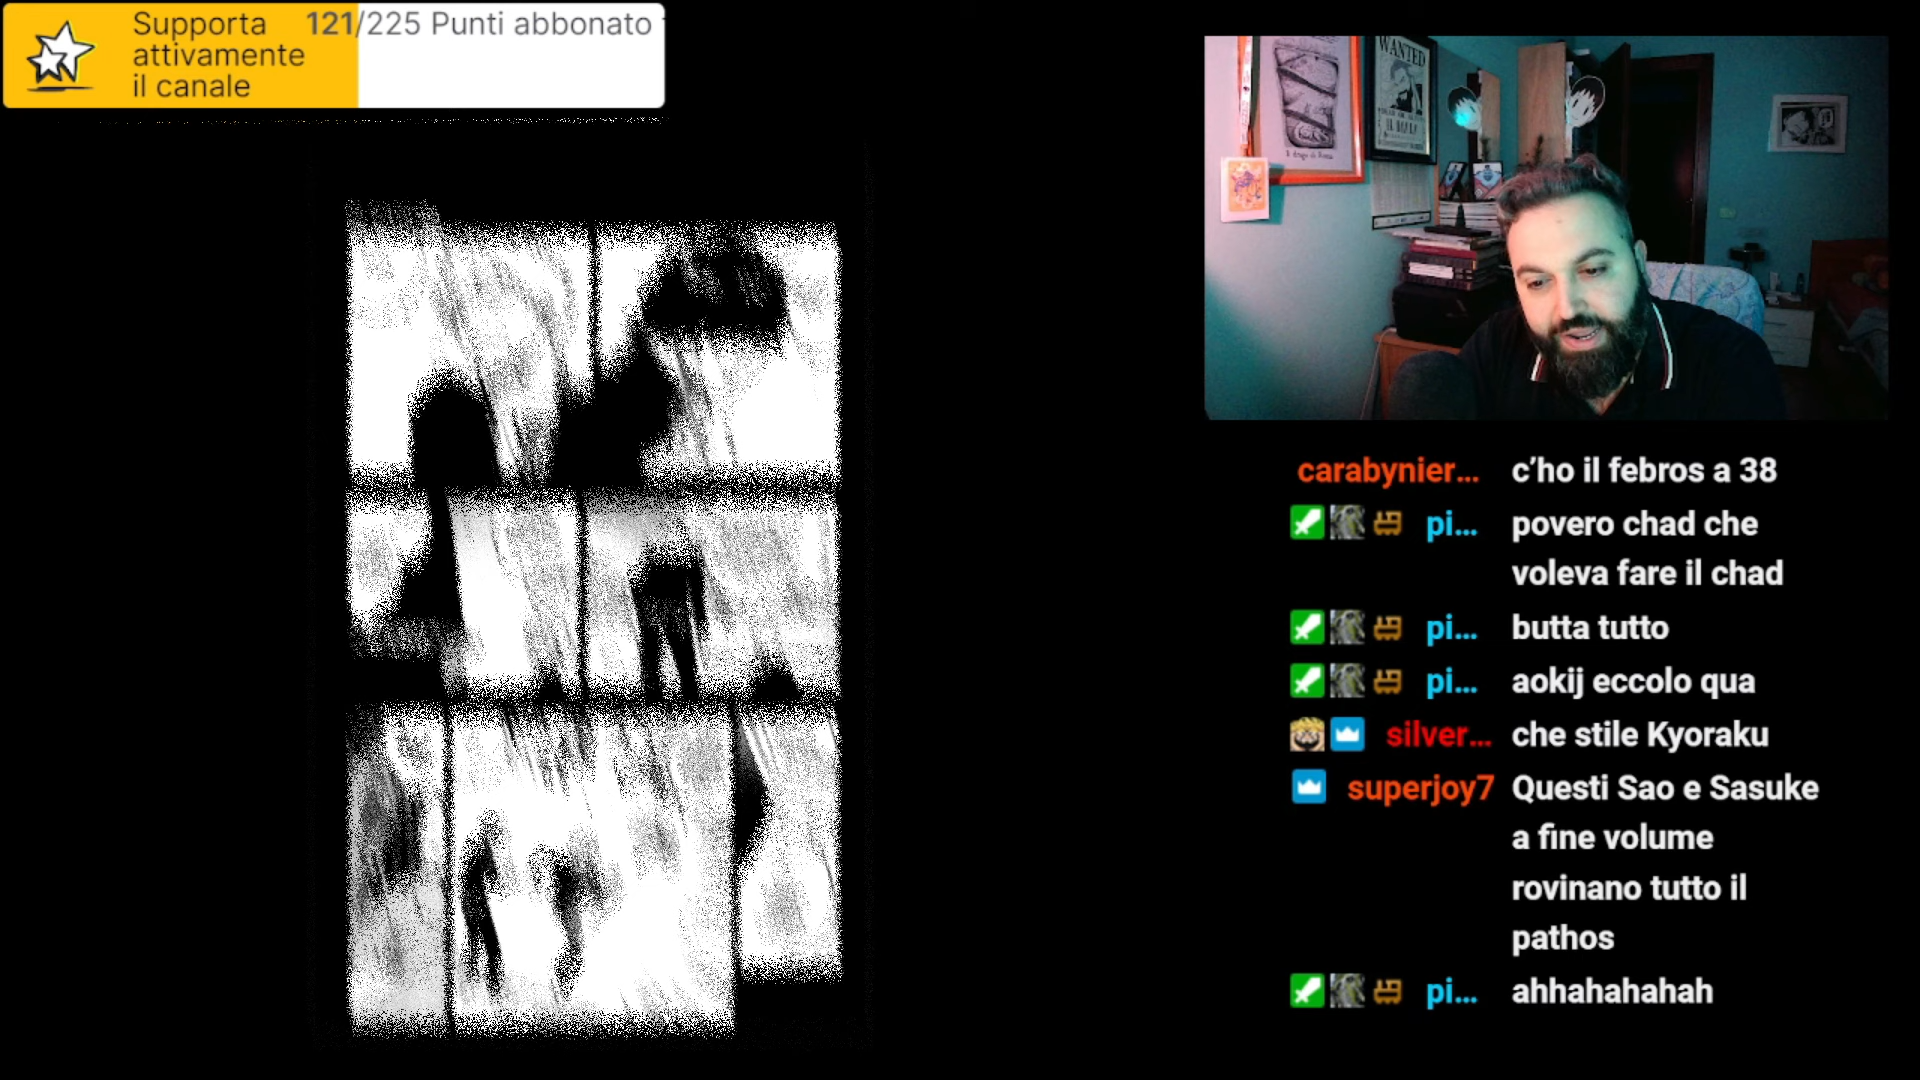 Supporta
attivamente
il canale
121/225 Punti abbonato
WANTED
carabynier... c’ho il febros a 38
pi... povero chad che
voleva fare il chad
pi... butta tutto
pi... aokij eccolo qua
silver... che stile Kyoraku
superjoy7 Questi Sao e Sasuke
a fine volume
rovinano tutto il
pathos
pi... ahhahahahah